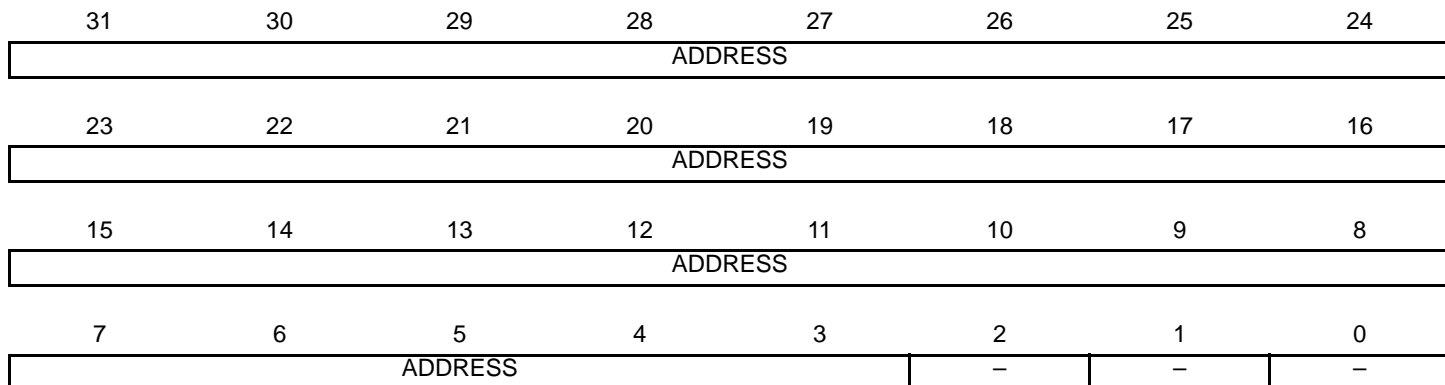 31 30 29 28 27 26 25 24
ADDRESS
23 22 21 20 19 18 17 16
ADDRESS
15 14 13 12 11 10 9 8
ADDRESS
7 6 5 4 3 2 1 0
ADDRESS – – –